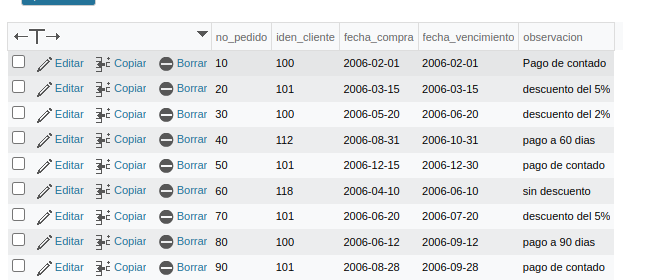 no_pedido iden_cliente fecha_compra fecha_vencimiento observacion
Editar Copiar Borrar 10 100 2006-02-01 2006-02-01 Pago de contado
Editar Copiar Borrar 20 101 2006-03-15 2006-03-15 descuento del 5%
Editar Copiar Borrar 30 100 2006-05-20 2006-06-20 descuento del 2%
Editar Copiar Borrar 40 112 2006-08-31 2006-10-31 pago a 60 dias
Editar Copiar Borrar 50 101 2006-12-15 2006-12-30 pago de contado
Editar Copiar Borrar 60 118 2006-04-10 2006-06-10 sin descuento
Editar Copiar Borrar 70 101 2006-06-20 2006-07-20 descuento del 5%
Editar Copiar Borrar 80 100 2006-06-12 2006-09-12 pago a 90 dias
Editar Copiar Borrar 90 101 2006-08-28 2006-09-28 pago de contado